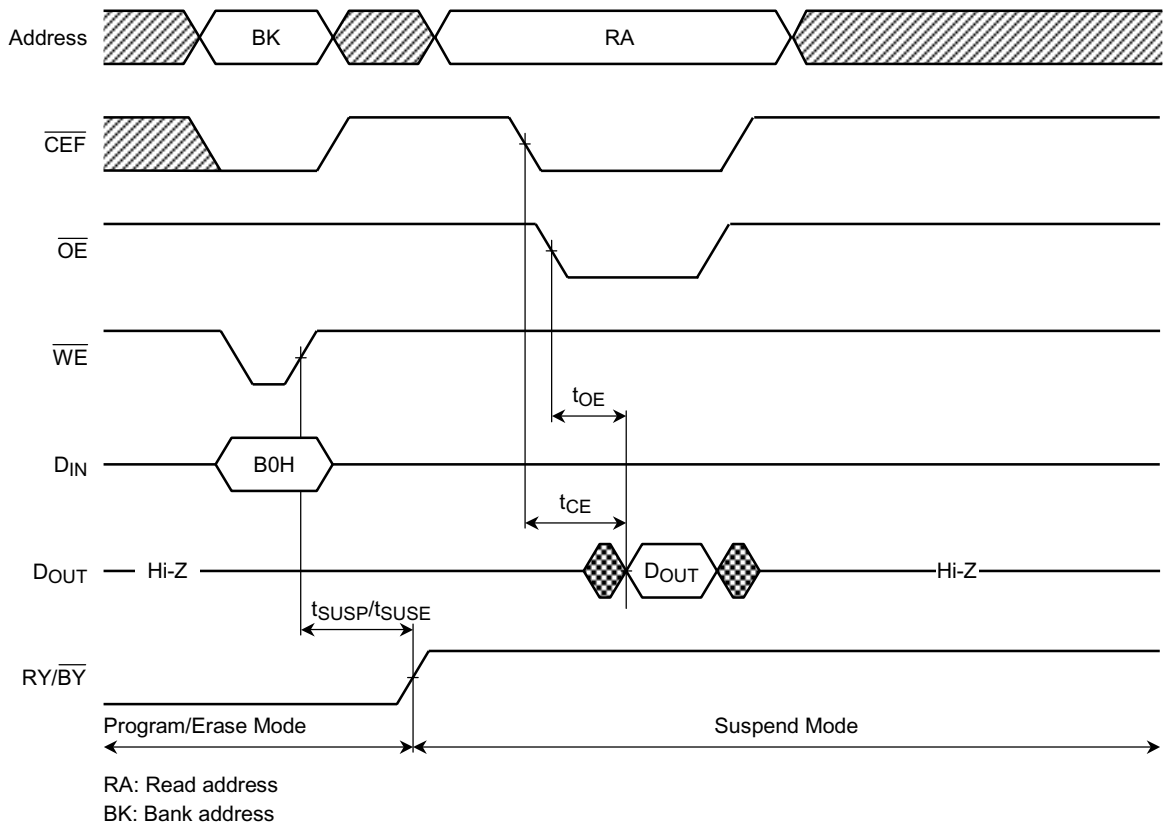 Address BK RA
CEF
OE
WE
tOE
DIN B0H
tCE
DOUT Hi-Z DOUT Hi-Z
tSUSP/tSUSE
RY/BY
Program/Erase Mode Suspend Mode
RA: Read address
BK: Bank address